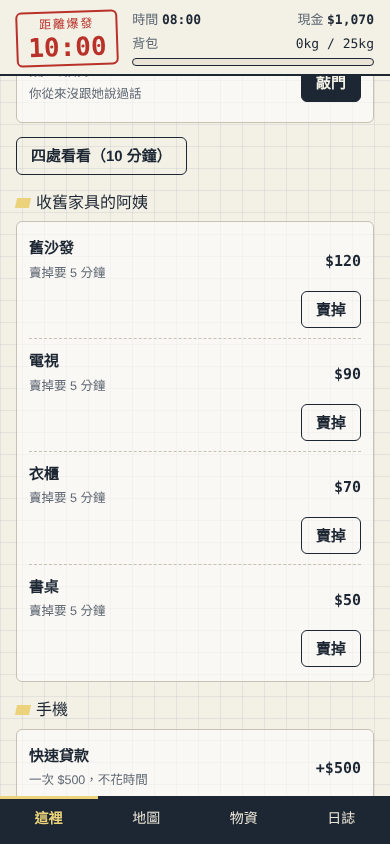 距離爆發
10:00
時間 08:00
現金 $1,070
背包
0kg / 25kg
你從來沒跟她說過話
敲門
四處看看（10 分鐘）
收舊家具的阿姨
舊沙發
賣掉要 5 分鐘
$120
賣掉
電視
賣掉要 5 分鐘
$90
賣掉
衣櫃
賣掉要 5 分鐘
$70
賣掉
書桌
賣掉要 5 分鐘
$50
賣掉
手機
快速貸款
一次 $500，不花時間
+$500
這裡
地圖
物資
日誌